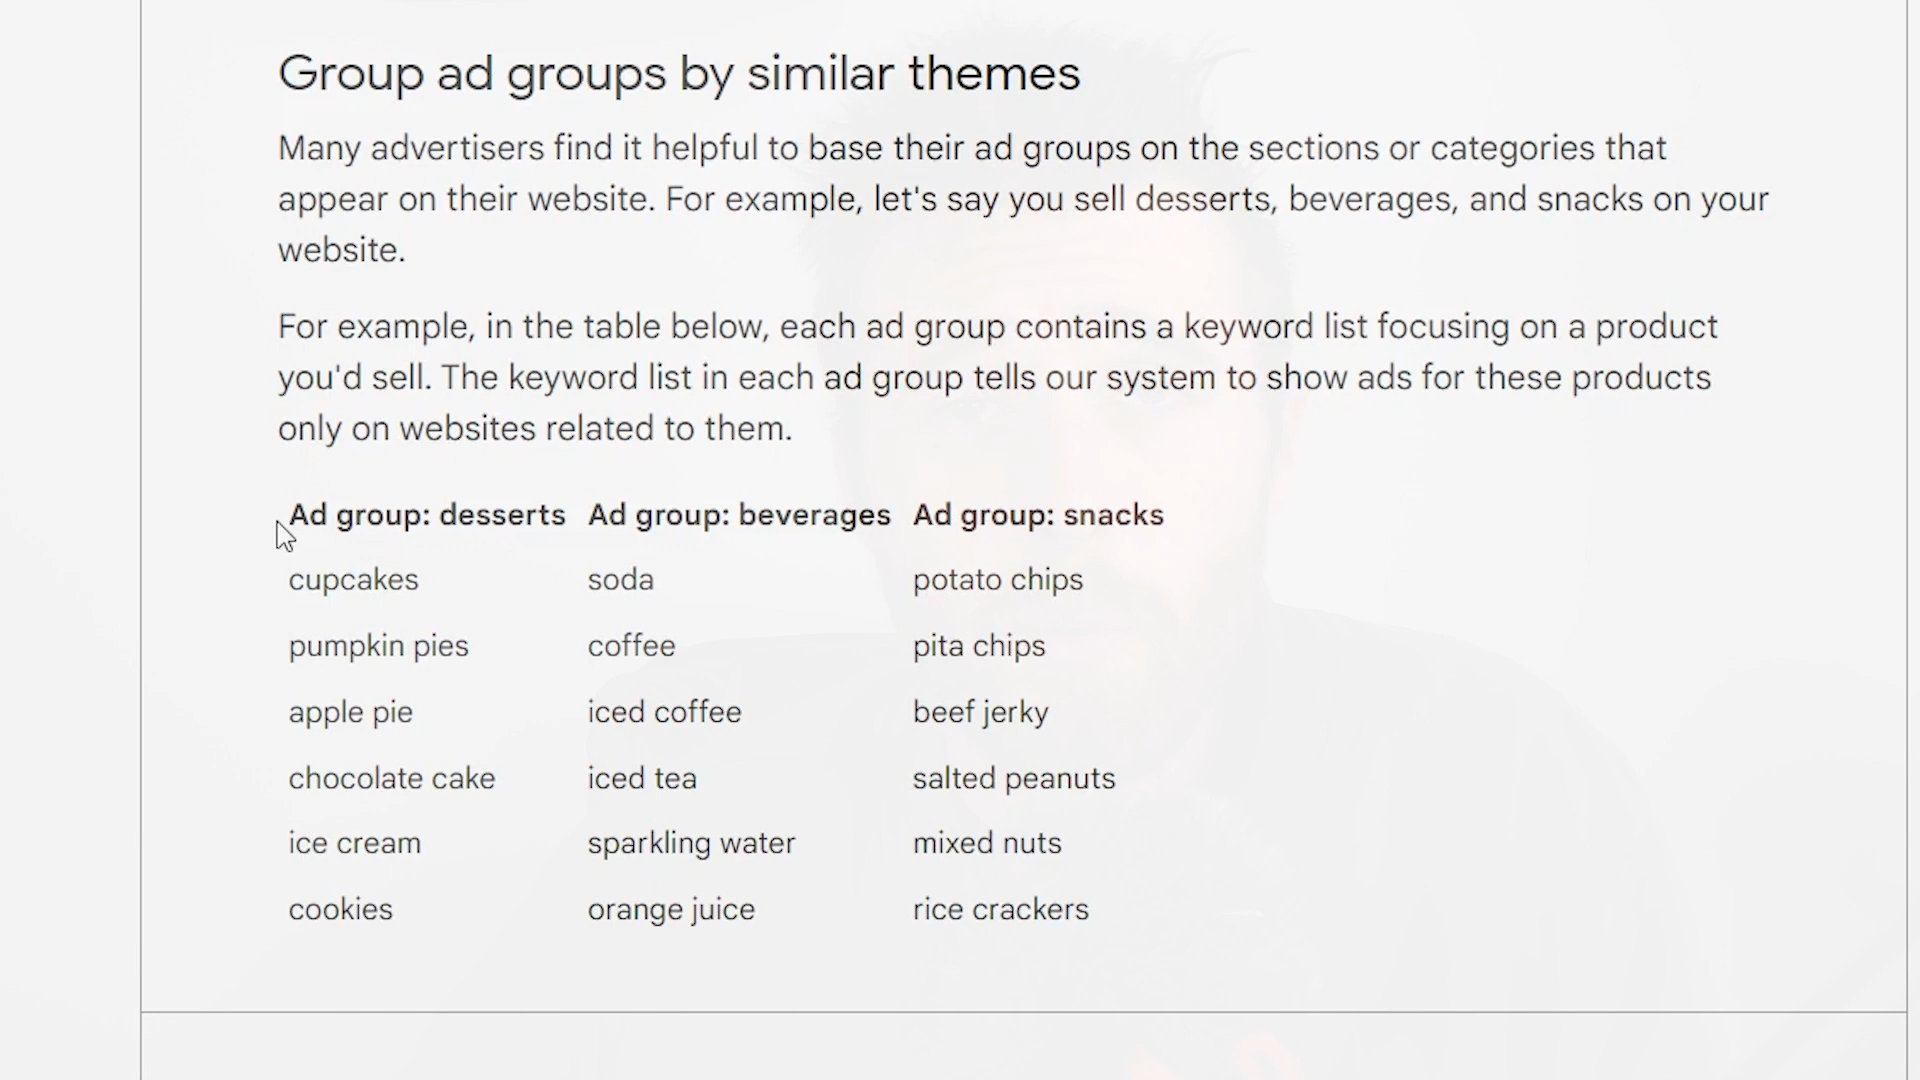 Group ad groups by similar themes
Many advertisers find it helpful to base their ad groups on the sections or categories that
appear on their website. For example, let's say you sell desserts, beverages, and snacks on your
website.
For example, in the table below, each ad group contains a keyword list focusing on a product
you'd sell. The keyword list in each ad group tells our system to show ads for these products
only on websites related to them.
Ad group: desserts Ad group: beverages Ad group: snacks
cupcakes soda potato chips
pumpkin pies coffee pita chips
apple pie iced coffee beef jerky
chocolate cake iced tea salted peanuts
ice cream sparkling water mixed nuts
cookies orange juice rice crackers